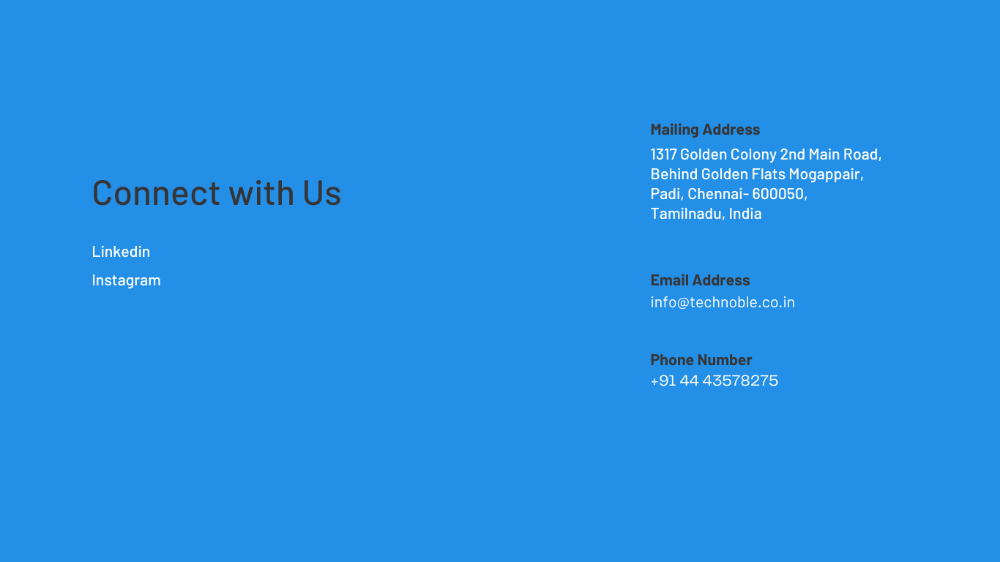 Connect with Us
Linkedin
Instagram
Mailing Address
1317 Golden Colony 2nd Main Road,
Behind Golden Flats Mogappair,
Padi, Chennai- 600050,
Tamilnadu, India
Email Address
info@technoble.co.in
Phone Number
+91 44 43578275